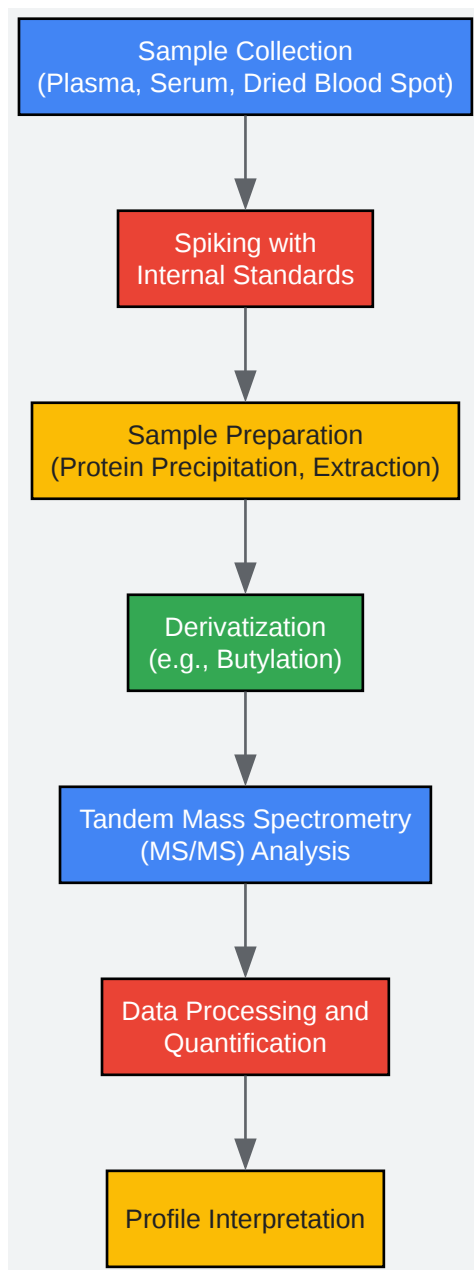 Sample Collection
(Plasma, Serum, Dried Blood Spot)
Spiking with
Internal Standards
Sample Preparation
(Protein Precipitation, Extraction)
Derivatization
(e.g., Butylation)
Tandem Mass Spectrometry
(MS/MS) Analysis
Data Processing and
Quantification
Profile Interpretation